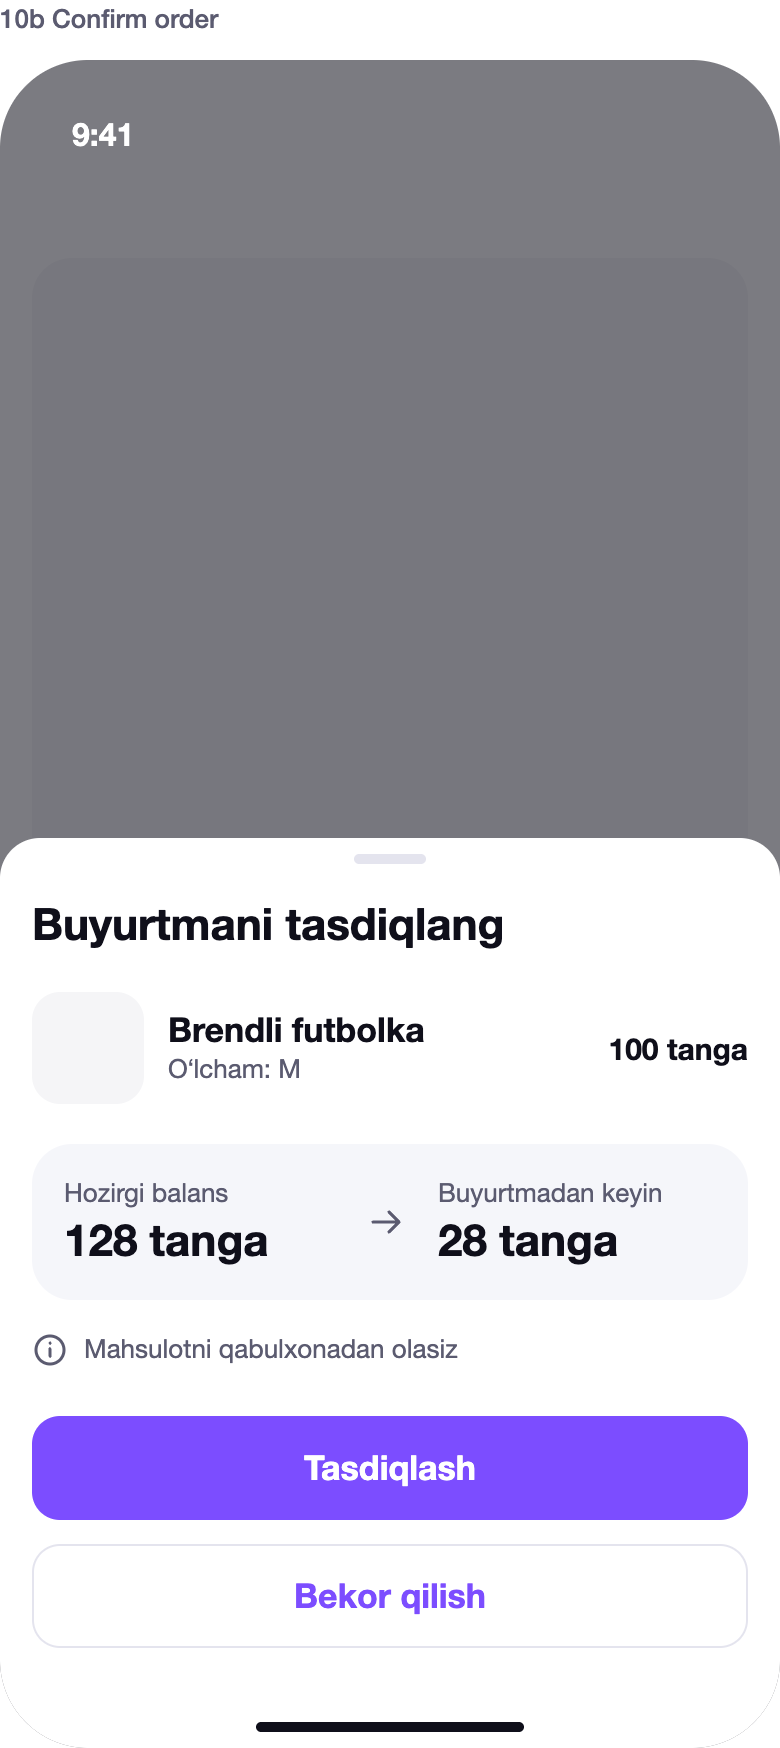 10b Confirm order
9:41
Buyurtmani tasdiqlang
Brendli futbolka
O‘lcham: M
100 tanga
Hozirgi balans
128 tanga
Buyurtmadan keyin
28 tanga
Mahsulotni qabulxonadan olasiz
Tasdiqlash
Bekor qilish